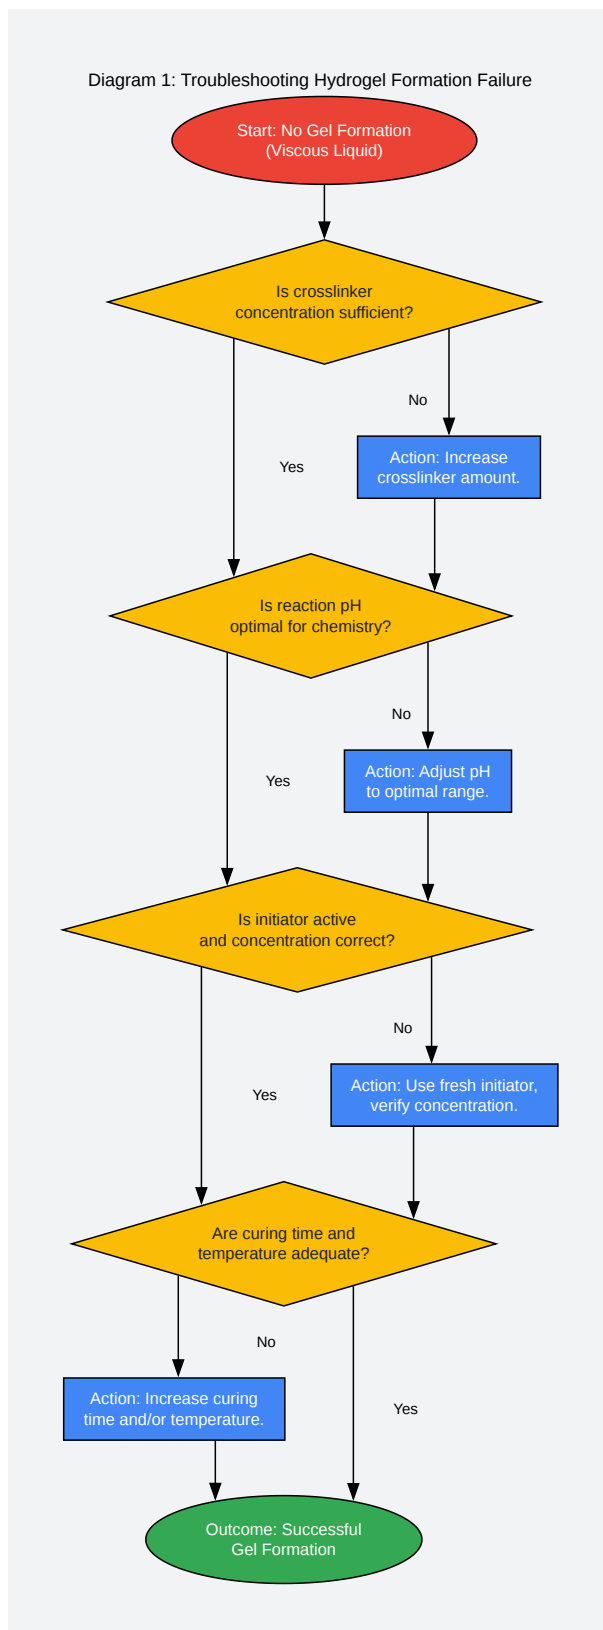 Diagram 1: Troubleshooting Hydrogel Formation Failure
Start: No Gel Formation
(Viscous Liquid)
Is crosslinker
concentration sufficient?
No
Action: Increase
crosslinker amount.
Yes
Is reaction pH
optimal for chemistry?
No
Action: Adjust pH
to optimal range.
Yes
Is initiator active
and concentration correct?
No
Action: Use fresh initiator,
verify concentration.
Yes
Are curing time and
temperature adequate?
No
Action: Increase curing
time and/or temperature.
Yes
Outcome: Successful
Gel Formation